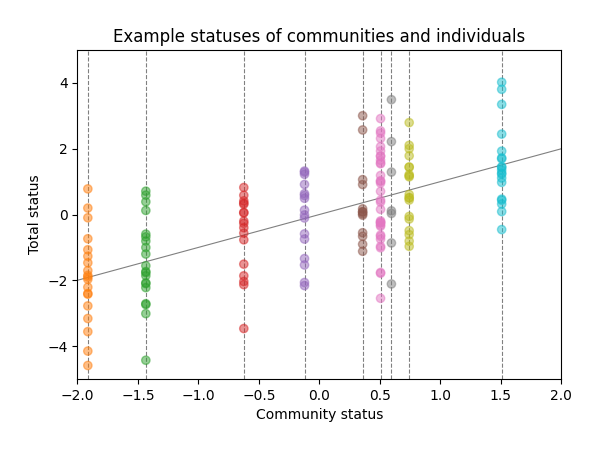 Example statuses of communities and individuals
Total status
4
2
0
−2
−4
−2.0 −1.5 −1.0 −0.5 0.0 0.5 1.0 1.5 2.0
Community status